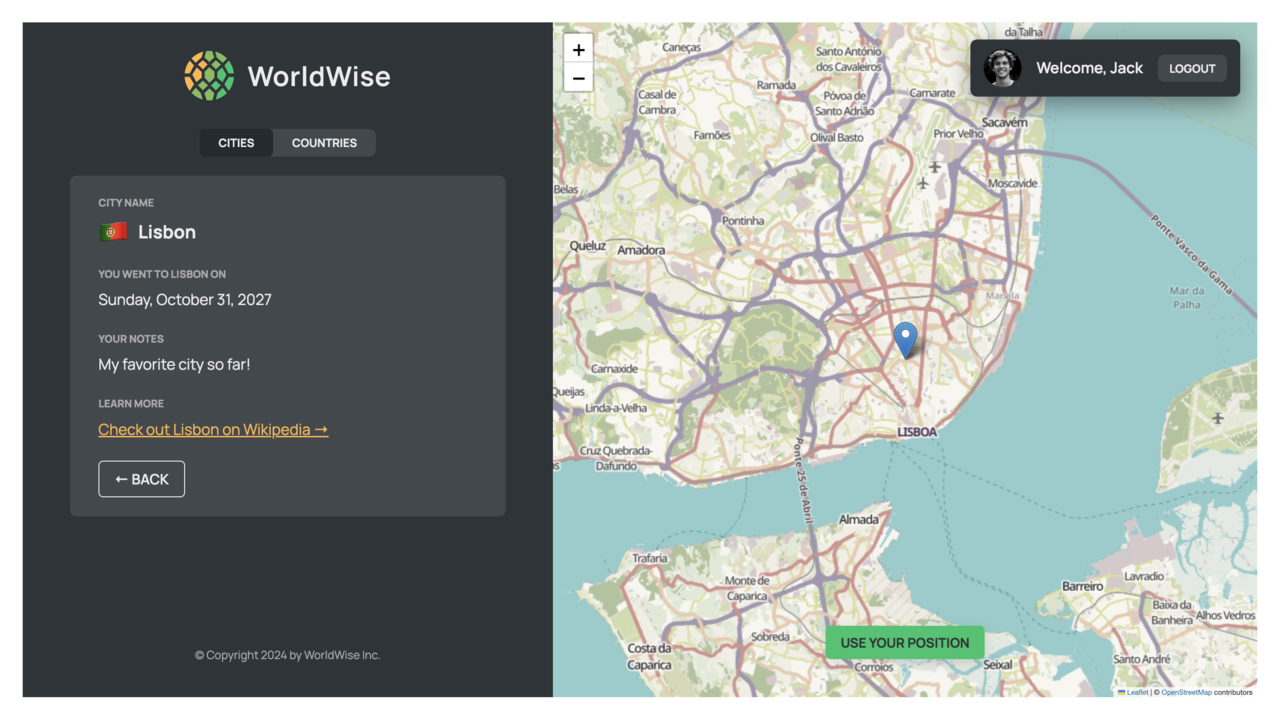 WorldWise
CITIES
COUNTRIES
CITY NAME
Lisbon
YOU WENT TO LISBON ON
Sunday, October 31, 2027
YOUR NOTES
My favorite city so far!
LEARN MORE
Check out Lisbon on Wikipedia →
← BACK
© Copyright 2024 by WorldWise Inc.
+
−
Welcome, Jack
LOGOUT
da Talha
Caneças
Santo António
dos Cavaleiros
Ramada
Póvoa de
Santo Adrião
Camarate
Casal de
Cambra
Sacavém
Famões
Olival Basto
Prior Velho
Belas
Moscavide
Pontinha
Ponte Vasco da Gama
Queluz
Amadora
Mar da
Palha
Marvila
Carnaxide
Queijas
Linda-a-Velha
LISBOA
Cruz Quebrada-
Dafundo
Ponte 25 de Abril
Almada
Trafaria
Monte de
Caparica
Barreiro
Lavradio
Baixa da
Banheira
Alhos Vedros
Sobreda
Costa da
Caparica
USE YOUR POSITION
Corroios
Seixal
Santo André
Leaflet | © OpenStreetMap contributors